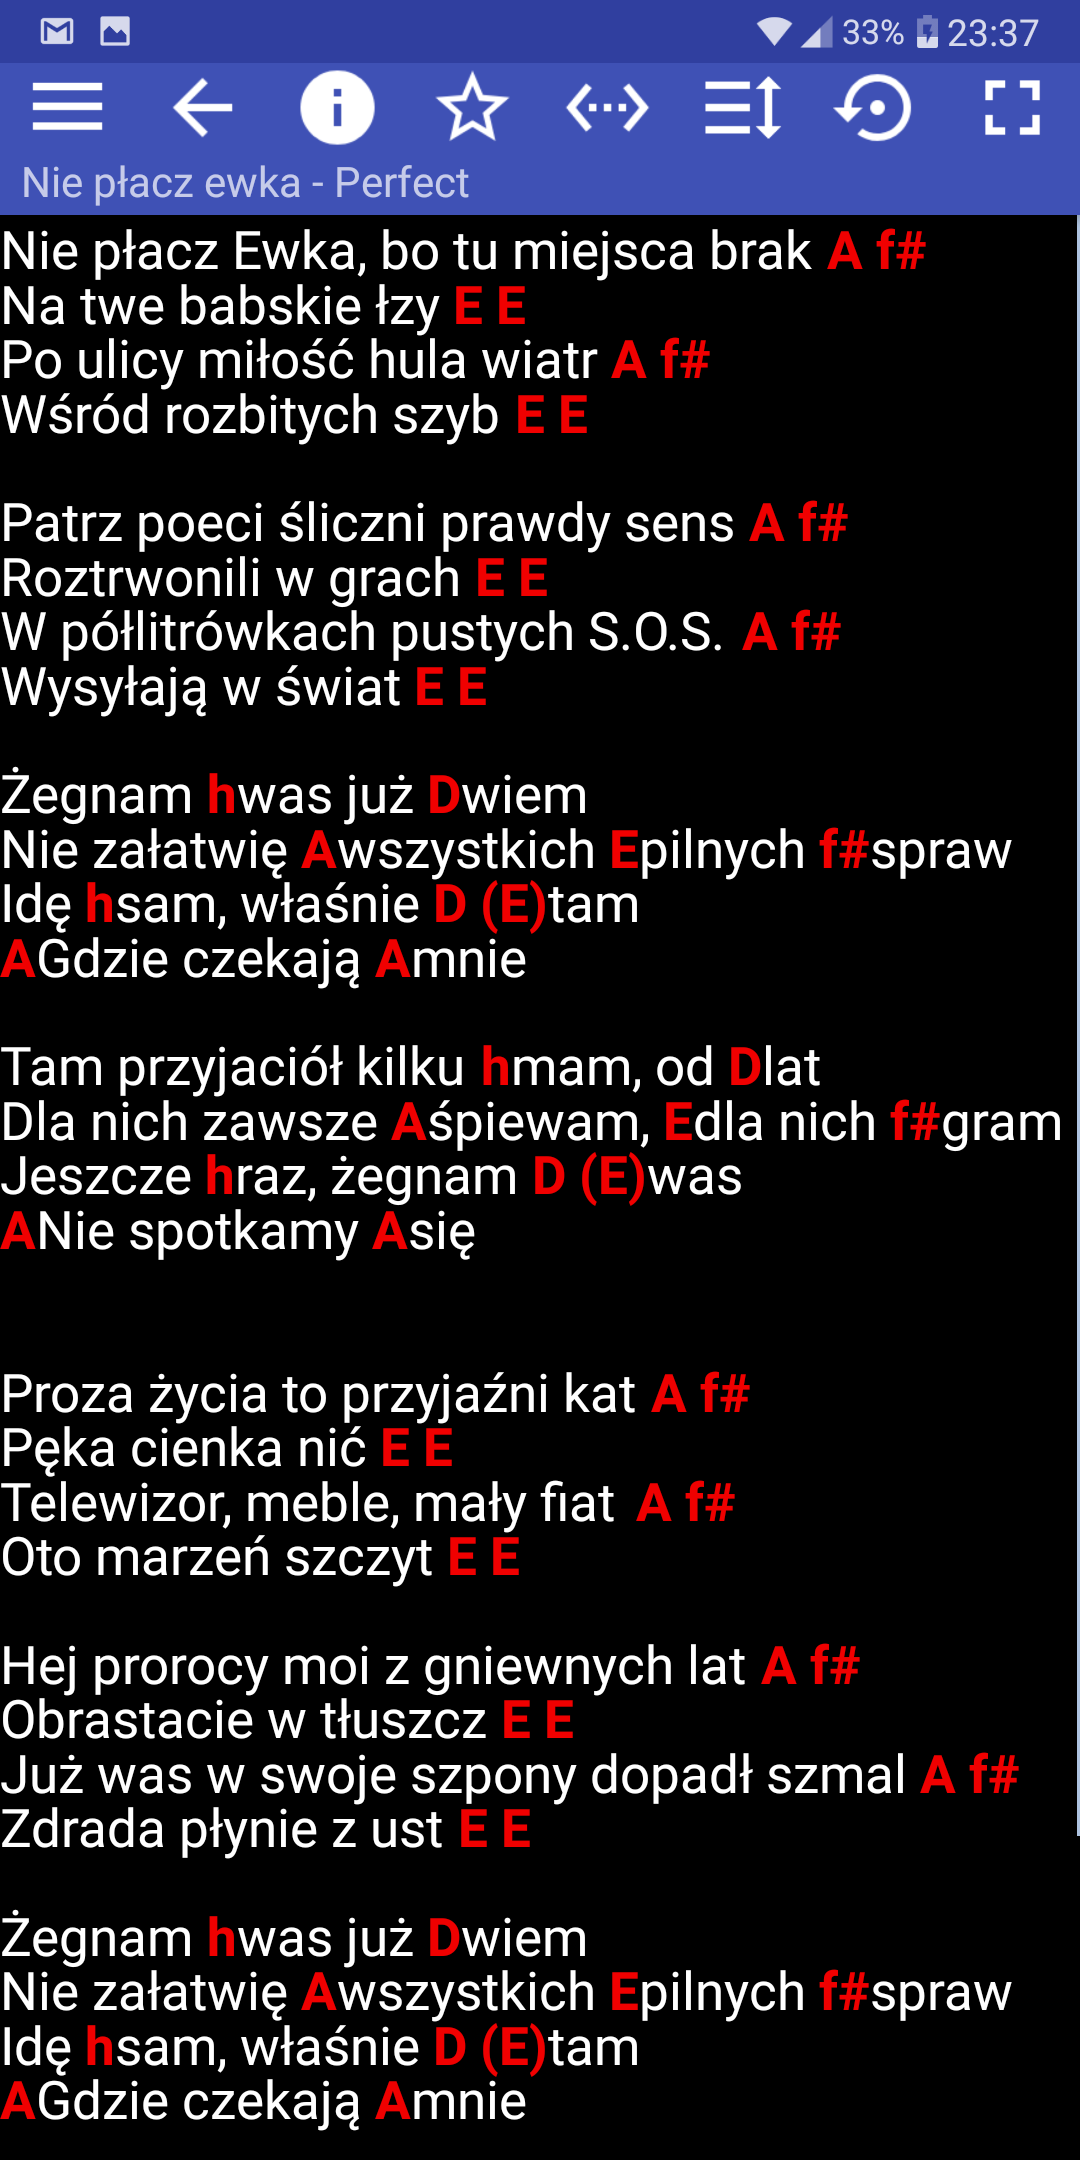 33% 23:37
Nie płacz ewka - Perfect
Nie płacz Ewka, bo tu miejsca brak A f#
Na twe babskie łzy E E
Po ulicy miłość hula wiatr A f#
Wśród rozbitych szyb E E
Patrz poeci śliczni prawdy sens A f#
Roztrwonili w grach E E
W półlitrówkach pustych S.O.S. A f#
Wysyłają w świat E E
Żegnam hwas już Dwiem
Nie załatwię Awszystkich Epilnych f#spraw
Idę hsam, właśnie D (E)tam
AGdzie czekają Amnie
Tam przyjaciół kilku hmam, od Dlat
Dla nich zawsze Aśpiewam, Edla nich f#gram
Jeszcze hraz, żegnam D (E)was
ANie spotkamy Asię
Proza życia to przyjaźni kat A f#
Pęka cienka nić E E
Telewizor, meble, mały fiat A f#
Oto marzeń szczyt E E
Hej prorocy moi z gniewnych lat A f#
Obrastacie w tłuszcz E E
Już was w swoje szpony dopadł szmal A f#
Zdrada płynie z ust E E
Żegnam hwas już Dwiem
Nie załatwię Awszystkich Epilnych f#spraw
Idę hsam, właśnie D (E)tam
AGdzie czekają Amnie